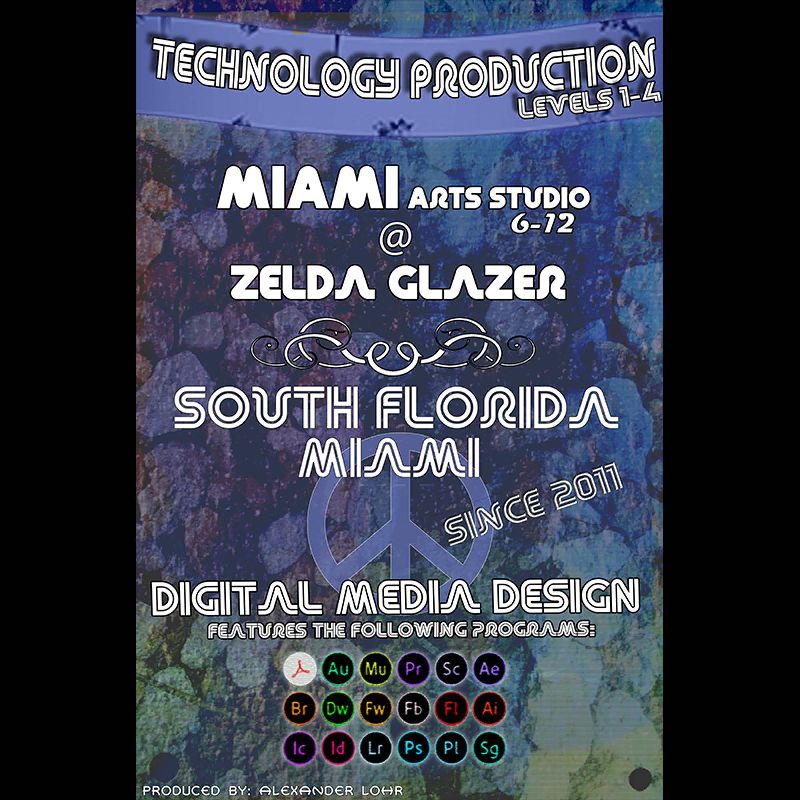 TECHNOLOGY PRODUCTION
LEVELS 1-4
MIAMI ARTS STUDIO
6-12
@
ZELDA GLAZER
SOUTH FLORIDA
MIAMI
SINCE 2011
DIGITAL MEDIA DESIGN
FEATURES THE FOLLOWING PROGRAMS:
Au Mu Pr Sc Ae
Br Dw Fw Fb Fl Ai
Ic Id Lr Ps Pl Sg
PRODUCED BY: ALEXANDER LOHR